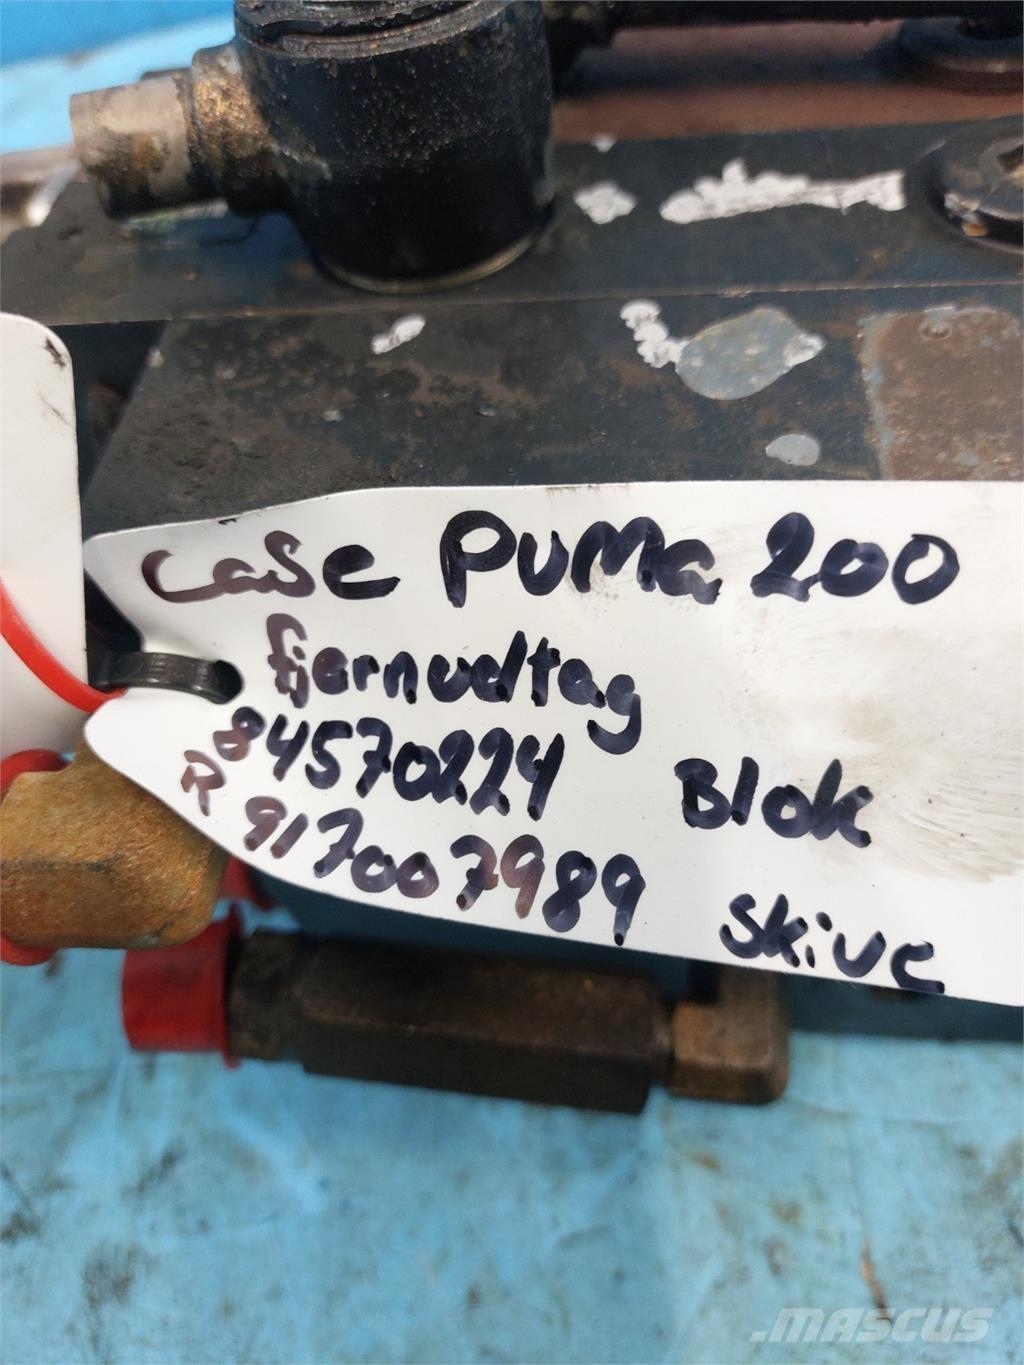 Case PUMa 200
fjernudtag
84570224 Blok
R 917007989 skive
.MASCUS